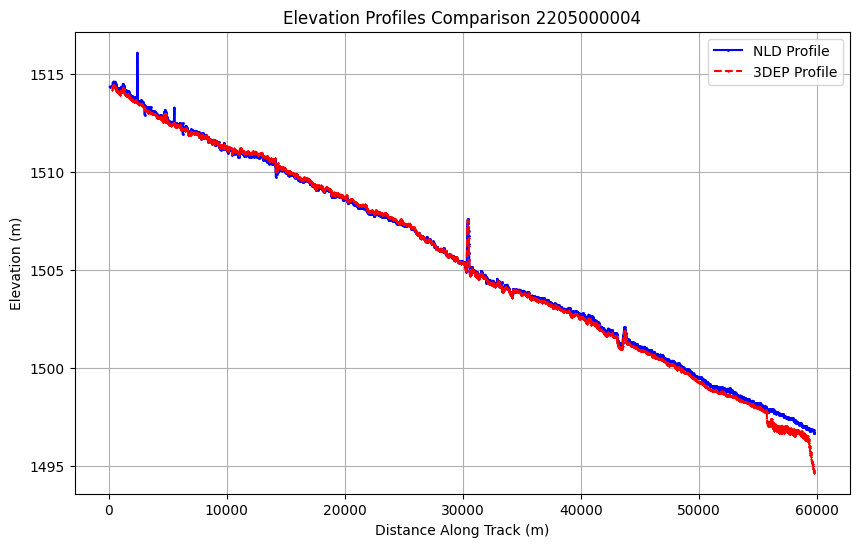 Elevation Profiles Comparison 2205000004
NLD Profile
3DEP Profile
Elevation (m)
1515
1510
1505
1500
1495
0 10000 20000 30000 40000 50000 60000
Distance Along Track (m)